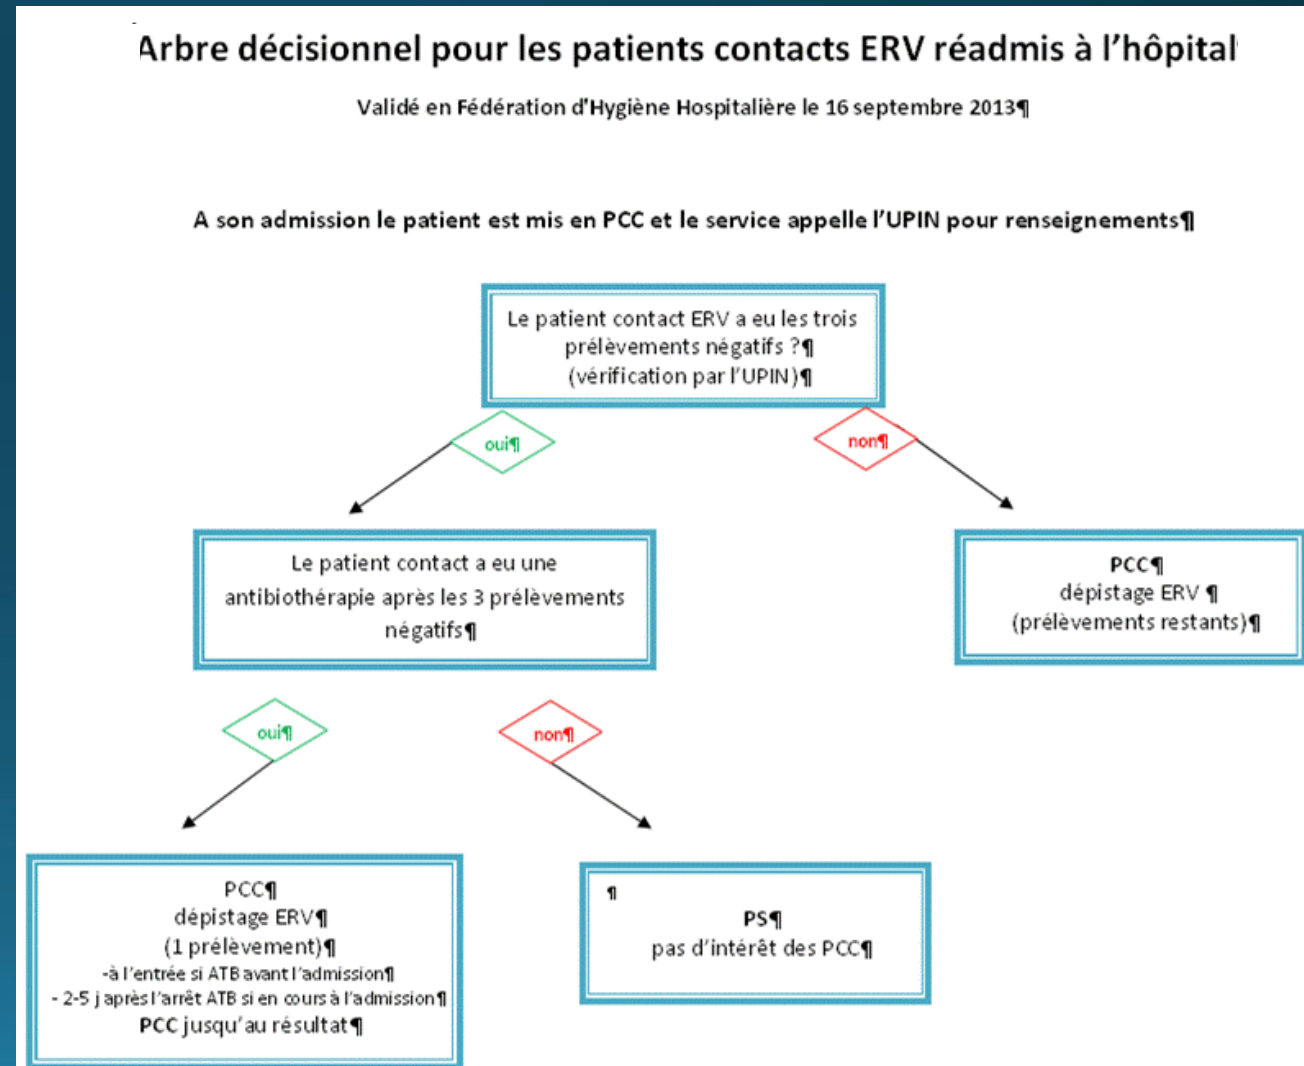 Arbre décisionnel pour les patients contacts ERV réadmis à l'hôpital
Validé en Fédération d'Hygiène Hospitalière le 16 septembre 2013¶
A son admission le patient est mis en PCC et le service appelle l'UPIN pour renseignements¶
Le patient contact ERV a eu les trois
prélèvements négatifs ?¶
(vérification par l'UPIN)¶
oui¶
non¶
Le patient contact a eu une
antibiothérapie après les 3 prélèvements
négatifs¶
PCC¶
dépistage ERV ¶
(prélèvements restants)¶
oui¶
non¶
PCC¶
dépistage ERV¶
(1 prélèvement)¶
-à l'entrée si ATB avant l'admission¶
- 2-5 j après l'arrêt ATB si en cours à l'admission¶
PCC jusqu'au résultat¶
¶
PS¶
pas d'intérêt des PCC¶